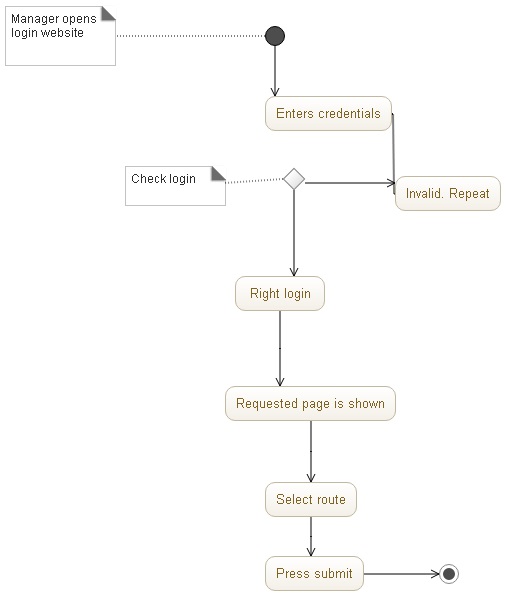 Manager opens
login website
Enters credentials
Check login
Invalid. Repeat
Right login
Requested page is shown
Select route
Press submit